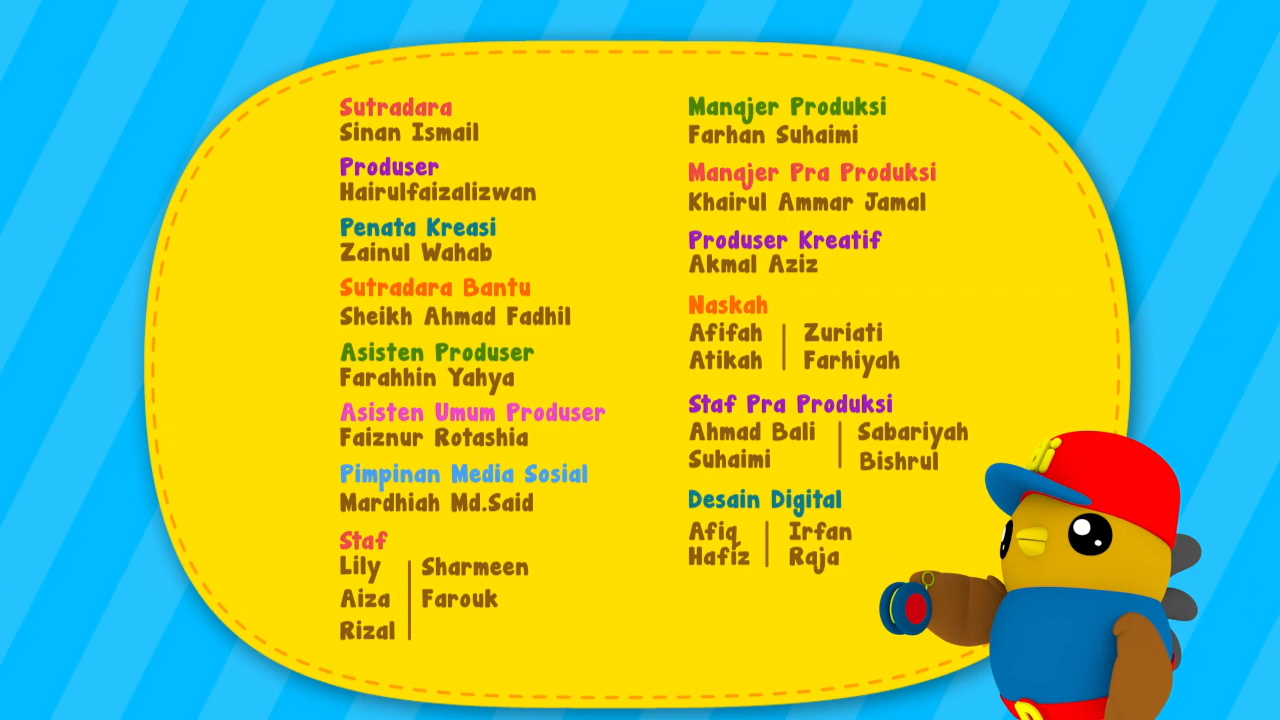 Sutradara
Sinan Ismail
Produser
Hairulfaizalizwan
Penata Kreasi
Zainul Wahab
Sutradara Bantu
Sheikh Ahmad Fadhil
Asisten Produser
Farahhin Yahya
Asisten Umum Produser
Faiznur Rotashia
Pimpinan Media Sosial
Mardhiah Md.Said
Staf
Lily | Sharmeen
Aiza | Farouk
Rizal |
Manajer Produksi
Farhan Suhaimi
Manajer Pra Produksi
Khairul Ammar Jamal
Produser Kreatif
Akmal Aziz
Naskah
Afifah | Zuriati
Atikah | Farhiyah
Staf Pra Produksi
Ahmad Bali | Sabariyah
Suhaimi | Bishrul
Desain Digital
Afiq | Irfan
Hafiz | Raja